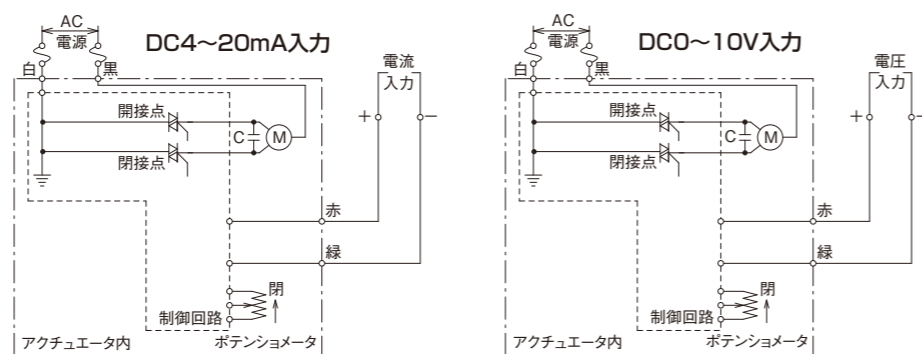 AC
電源
DC4～20mA入力
白
黒
電流
入力
開接点
＋
－
C
M
閉接点
赤
緑
閉
制御回路
アクチュエータ内
ポテンショメータ
AC
電源
DC0～10V入力
白
黒
電圧
入力
開接点
＋
－
C
M
閉接点
赤
緑
閉
制御回路
アクチュエータ内
ポテンショメータ